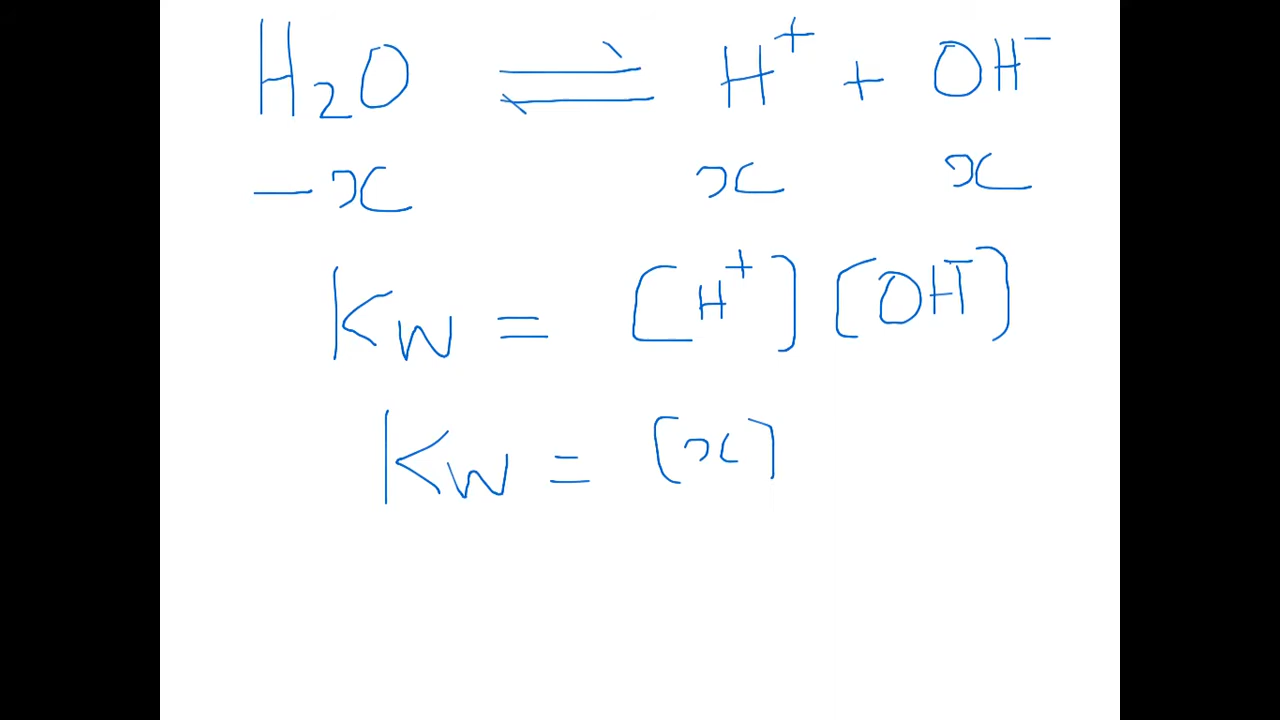 H₂O ⇌ H⁺ + OH⁻
−x x x
Kw = [H⁺] [OH⁻]
Kw = [x]